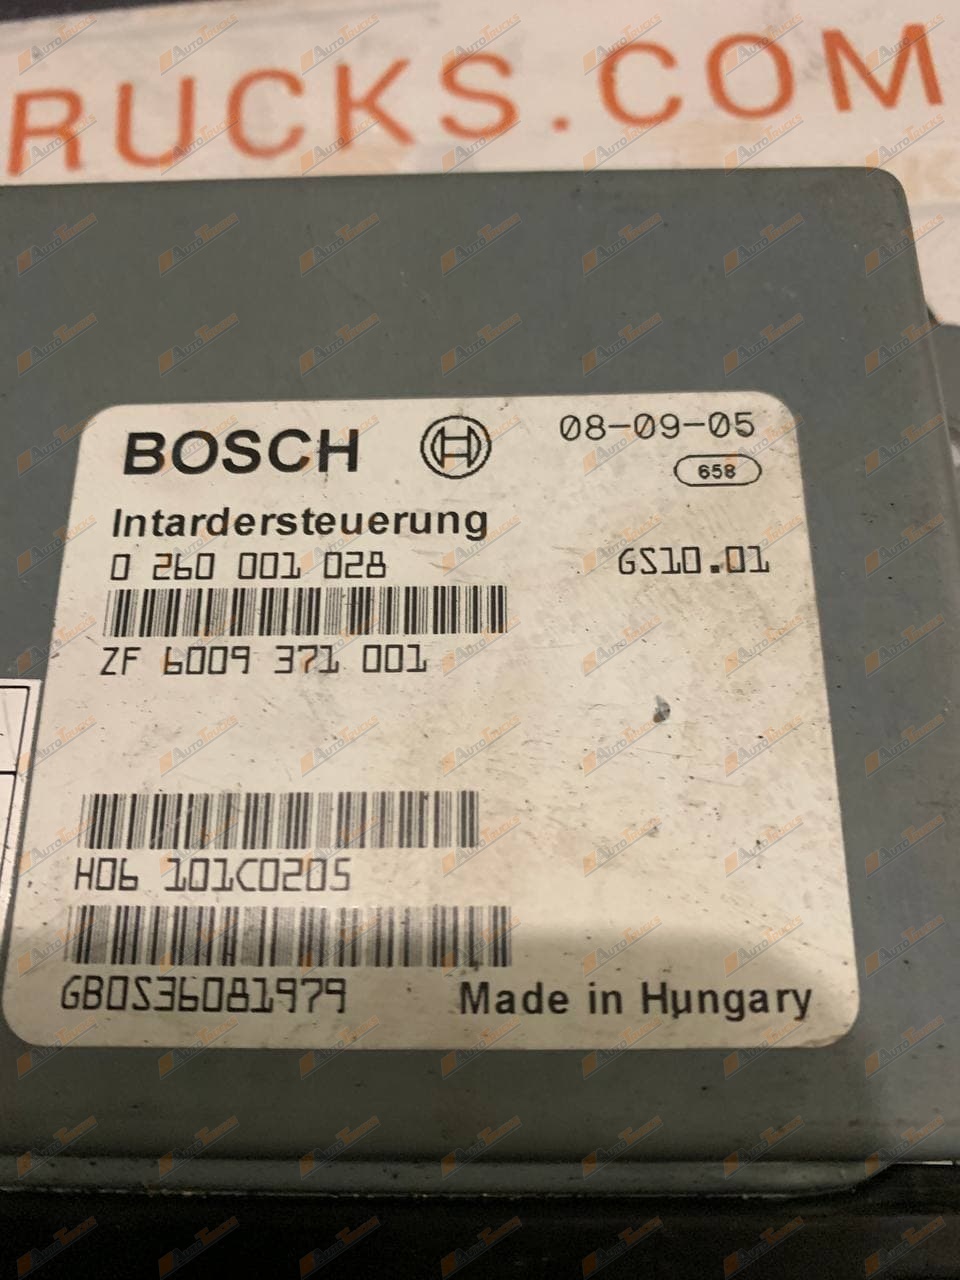 RUCKS.COM
BOSCH
08-09-05
658
Intardersteuerung
0 260 001 028
GS10.01
ZF 6009 371 001
H06 101C0205
GB0S36081979
Made in Hungary
AUTOTRUCKS